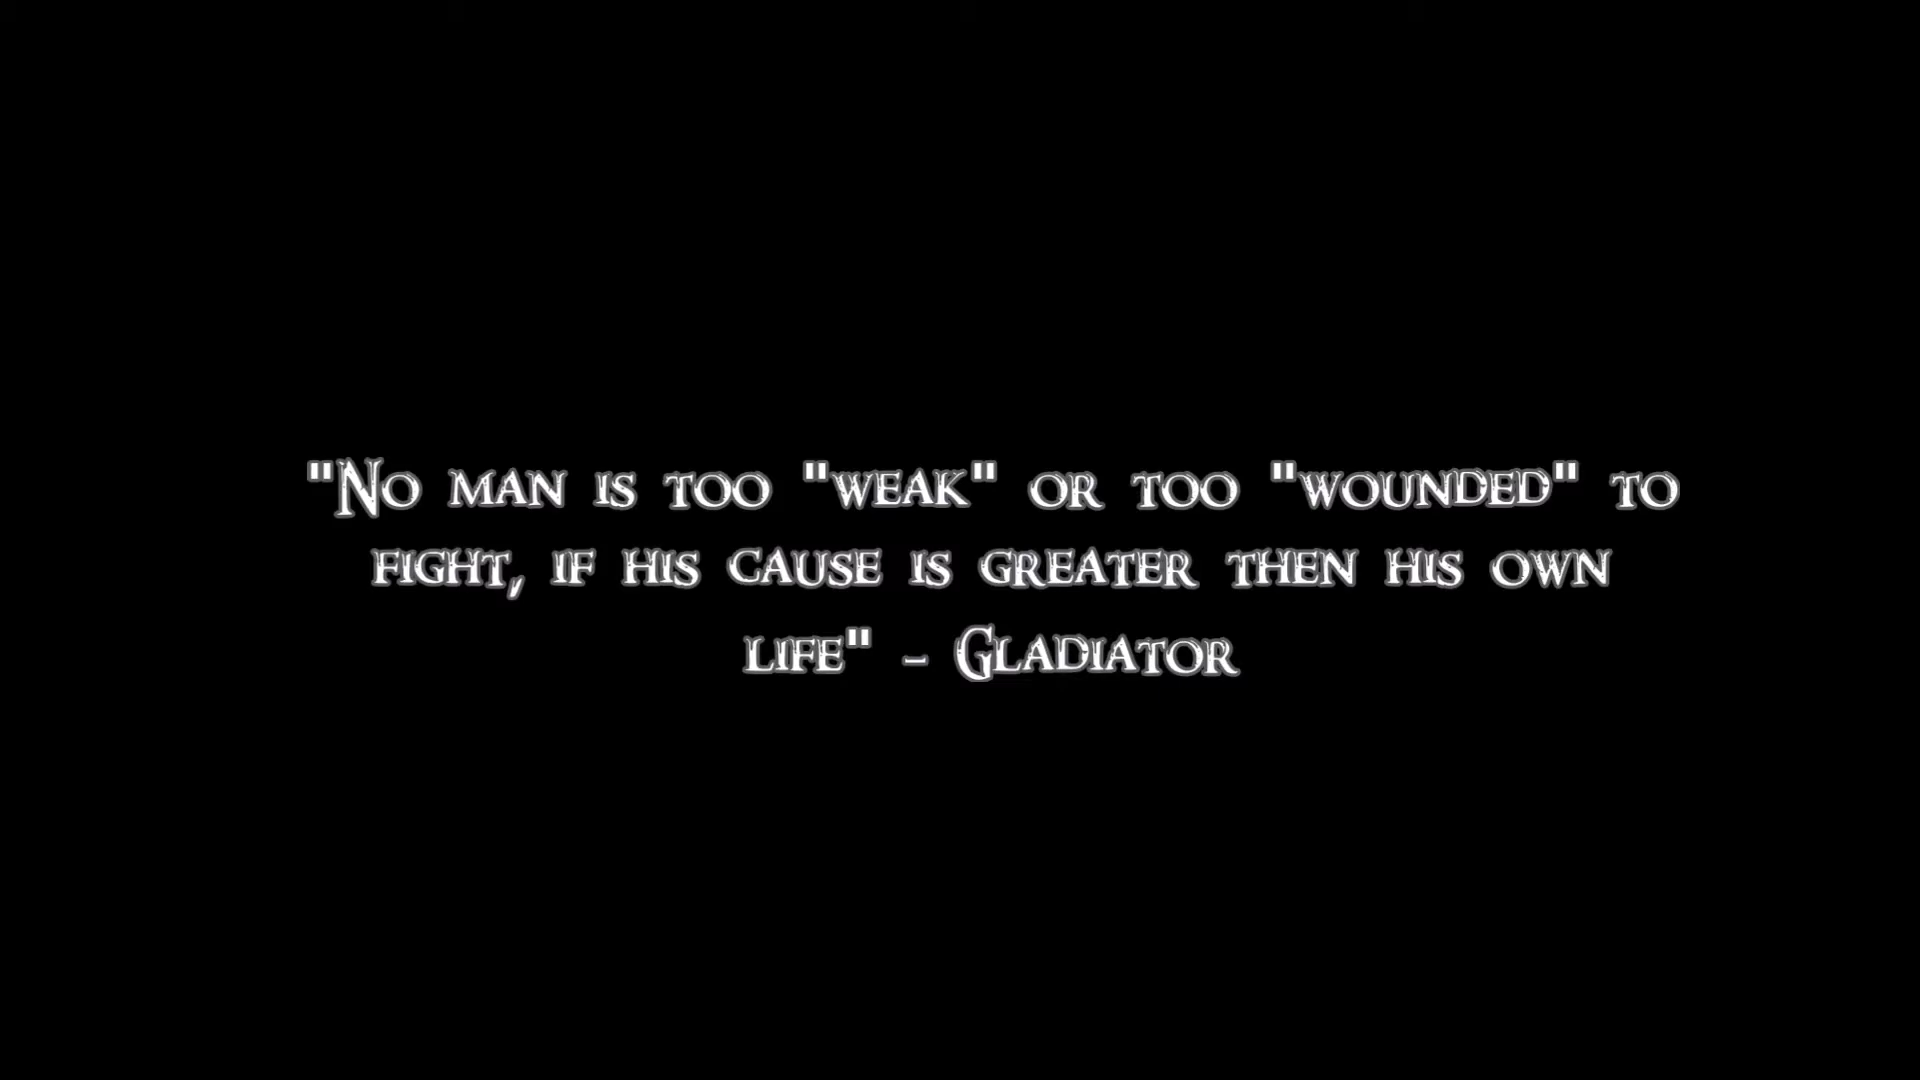 "No man is too "weak" or too "wounded" to
fight, if his cause is greater then his own
life" - Gladiator